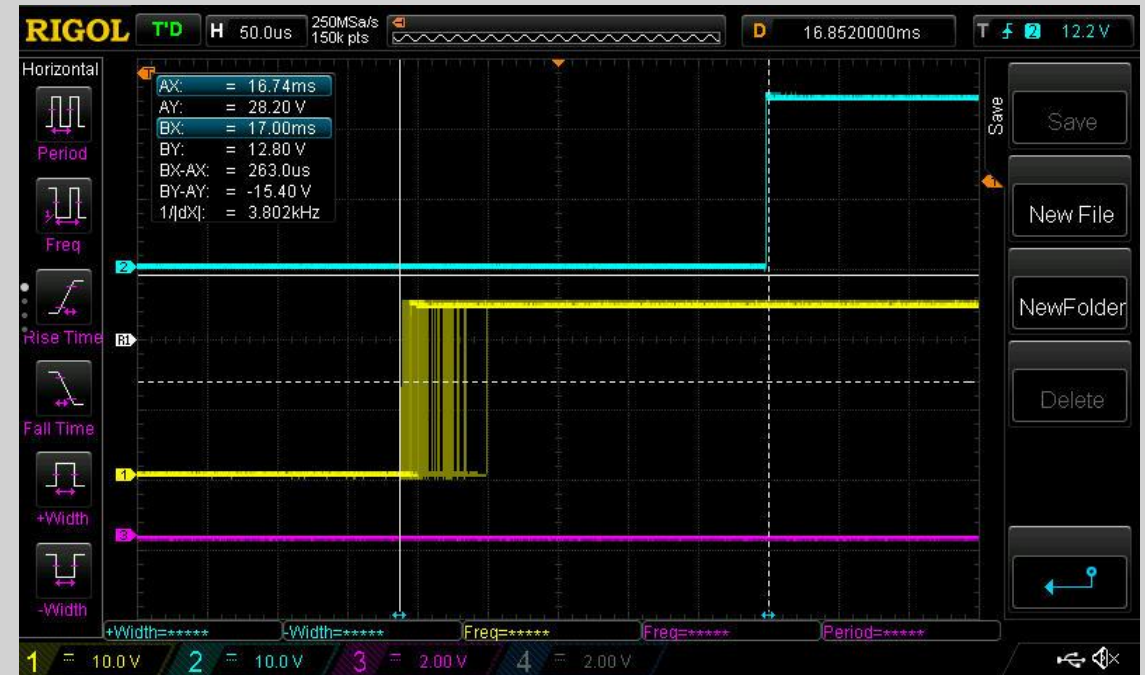 RIGOL T'D H 50.0us 250MSa/s 150k pts D 16.8520000ms T 2 12.2 V
Horizontal
Period
Freq
Rise Time
Fall Time
+Width
-Width
T
AX: = 16.74ms
AY: = 28.20 V
BX: = 17.00ms
BY: = 12.80 V
BX-AX: = 263.0us
BY-AY: = -15.40 V
1/|dX|: = 3.802kHz
2
R1
1
3
T
Save
Save
New File
NewFolder
Delete
+Width=***** -Width=***** Freq=***** Freq=***** Period=*****
1 = 10.0 V 2 = 10.0 V 3 = 2.00 V 4 = 2.00 V